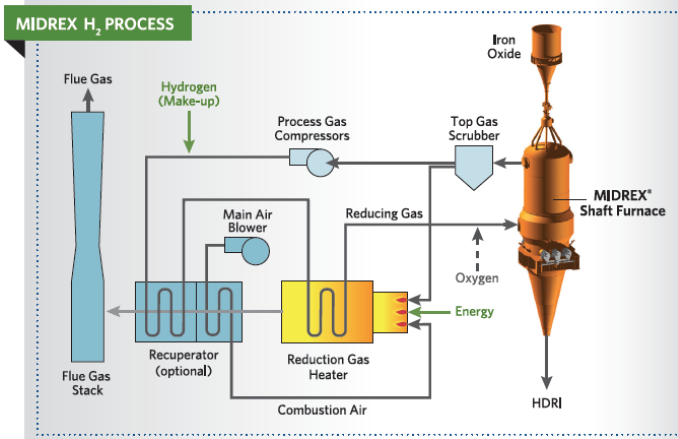 MIDREX H₂ PROCESS
Iron
Oxide
Flue Gas
Hydrogen
(Make-up)
Process Gas
Compressors
Top Gas
Scrubber
MIDREX®
Shaft Furnace
Main Air
Blower
Reducing Gas
Oxygen
Energy
Recuperator
(optional)
Reduction Gas
Heater
Flue Gas
Stack
Combustion Air
HDRI